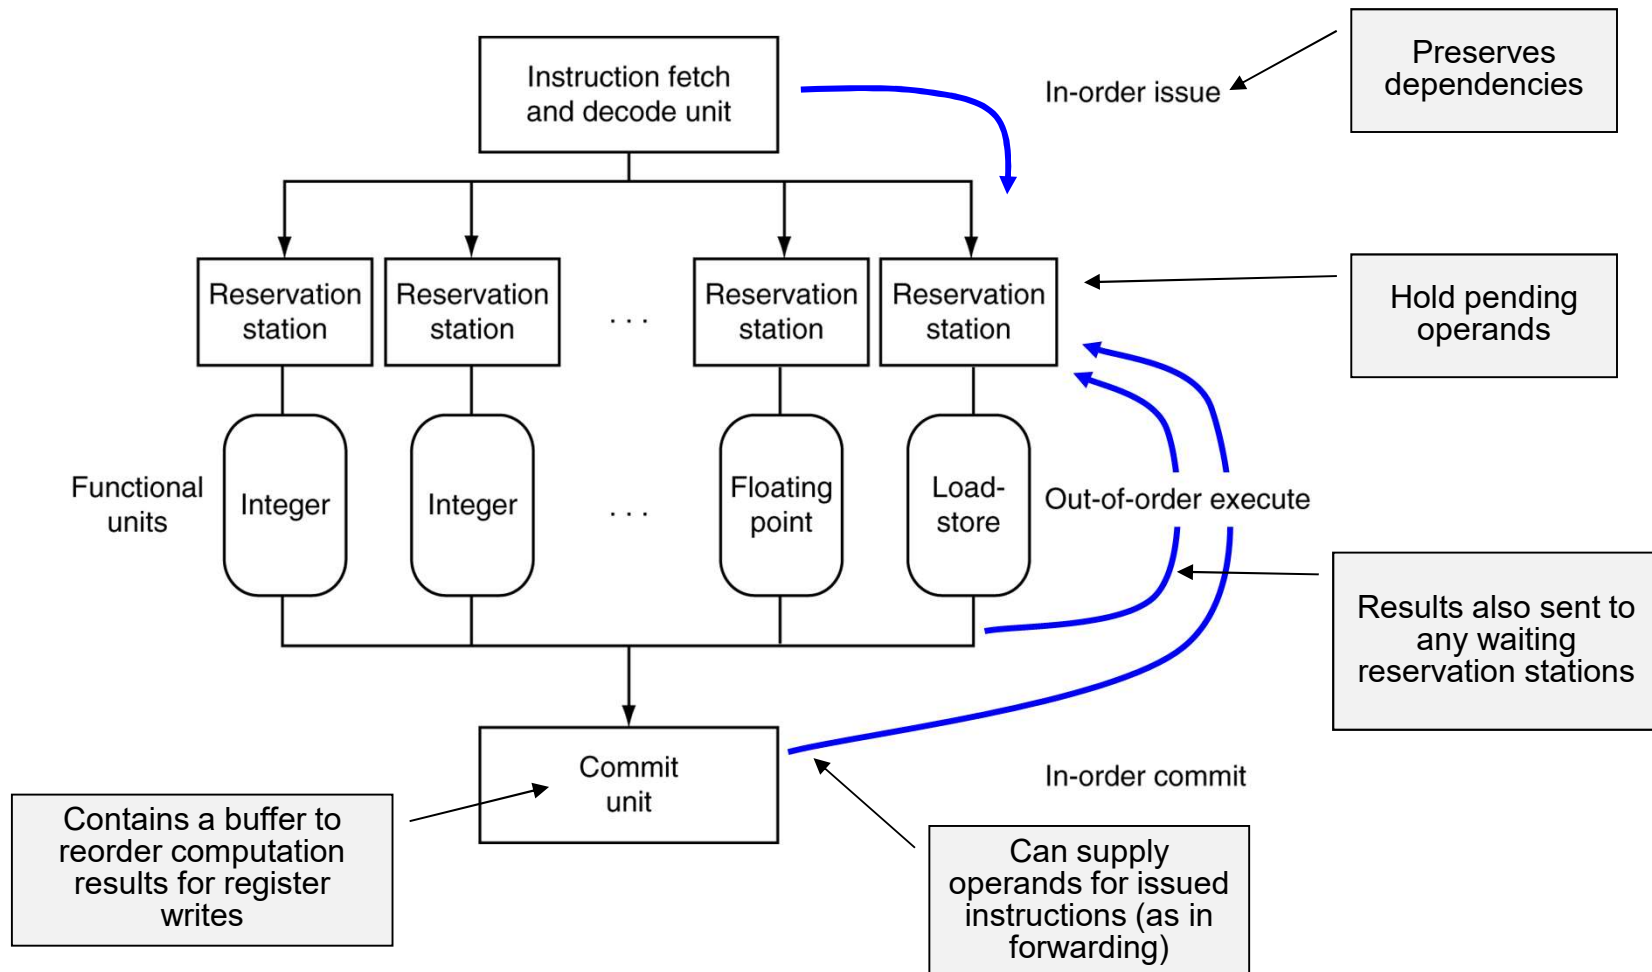 Instruction fetch
and decode unit
In-order issue
Preserves
dependencies
Reservation
station
Reservation
station
. . .
Reservation
station
Reservation
station
Hold pending
operands
Functional
units
Integer
Integer
. . .
Floating
point
Load-
store
Out-of-order execute
Results also sent to
any waiting
reservation stations
Commit
unit
In-order commit
Contains a buffer to
reorder computation
results for register
writes
Can supply
operands for issued
instructions (as in
forwarding)